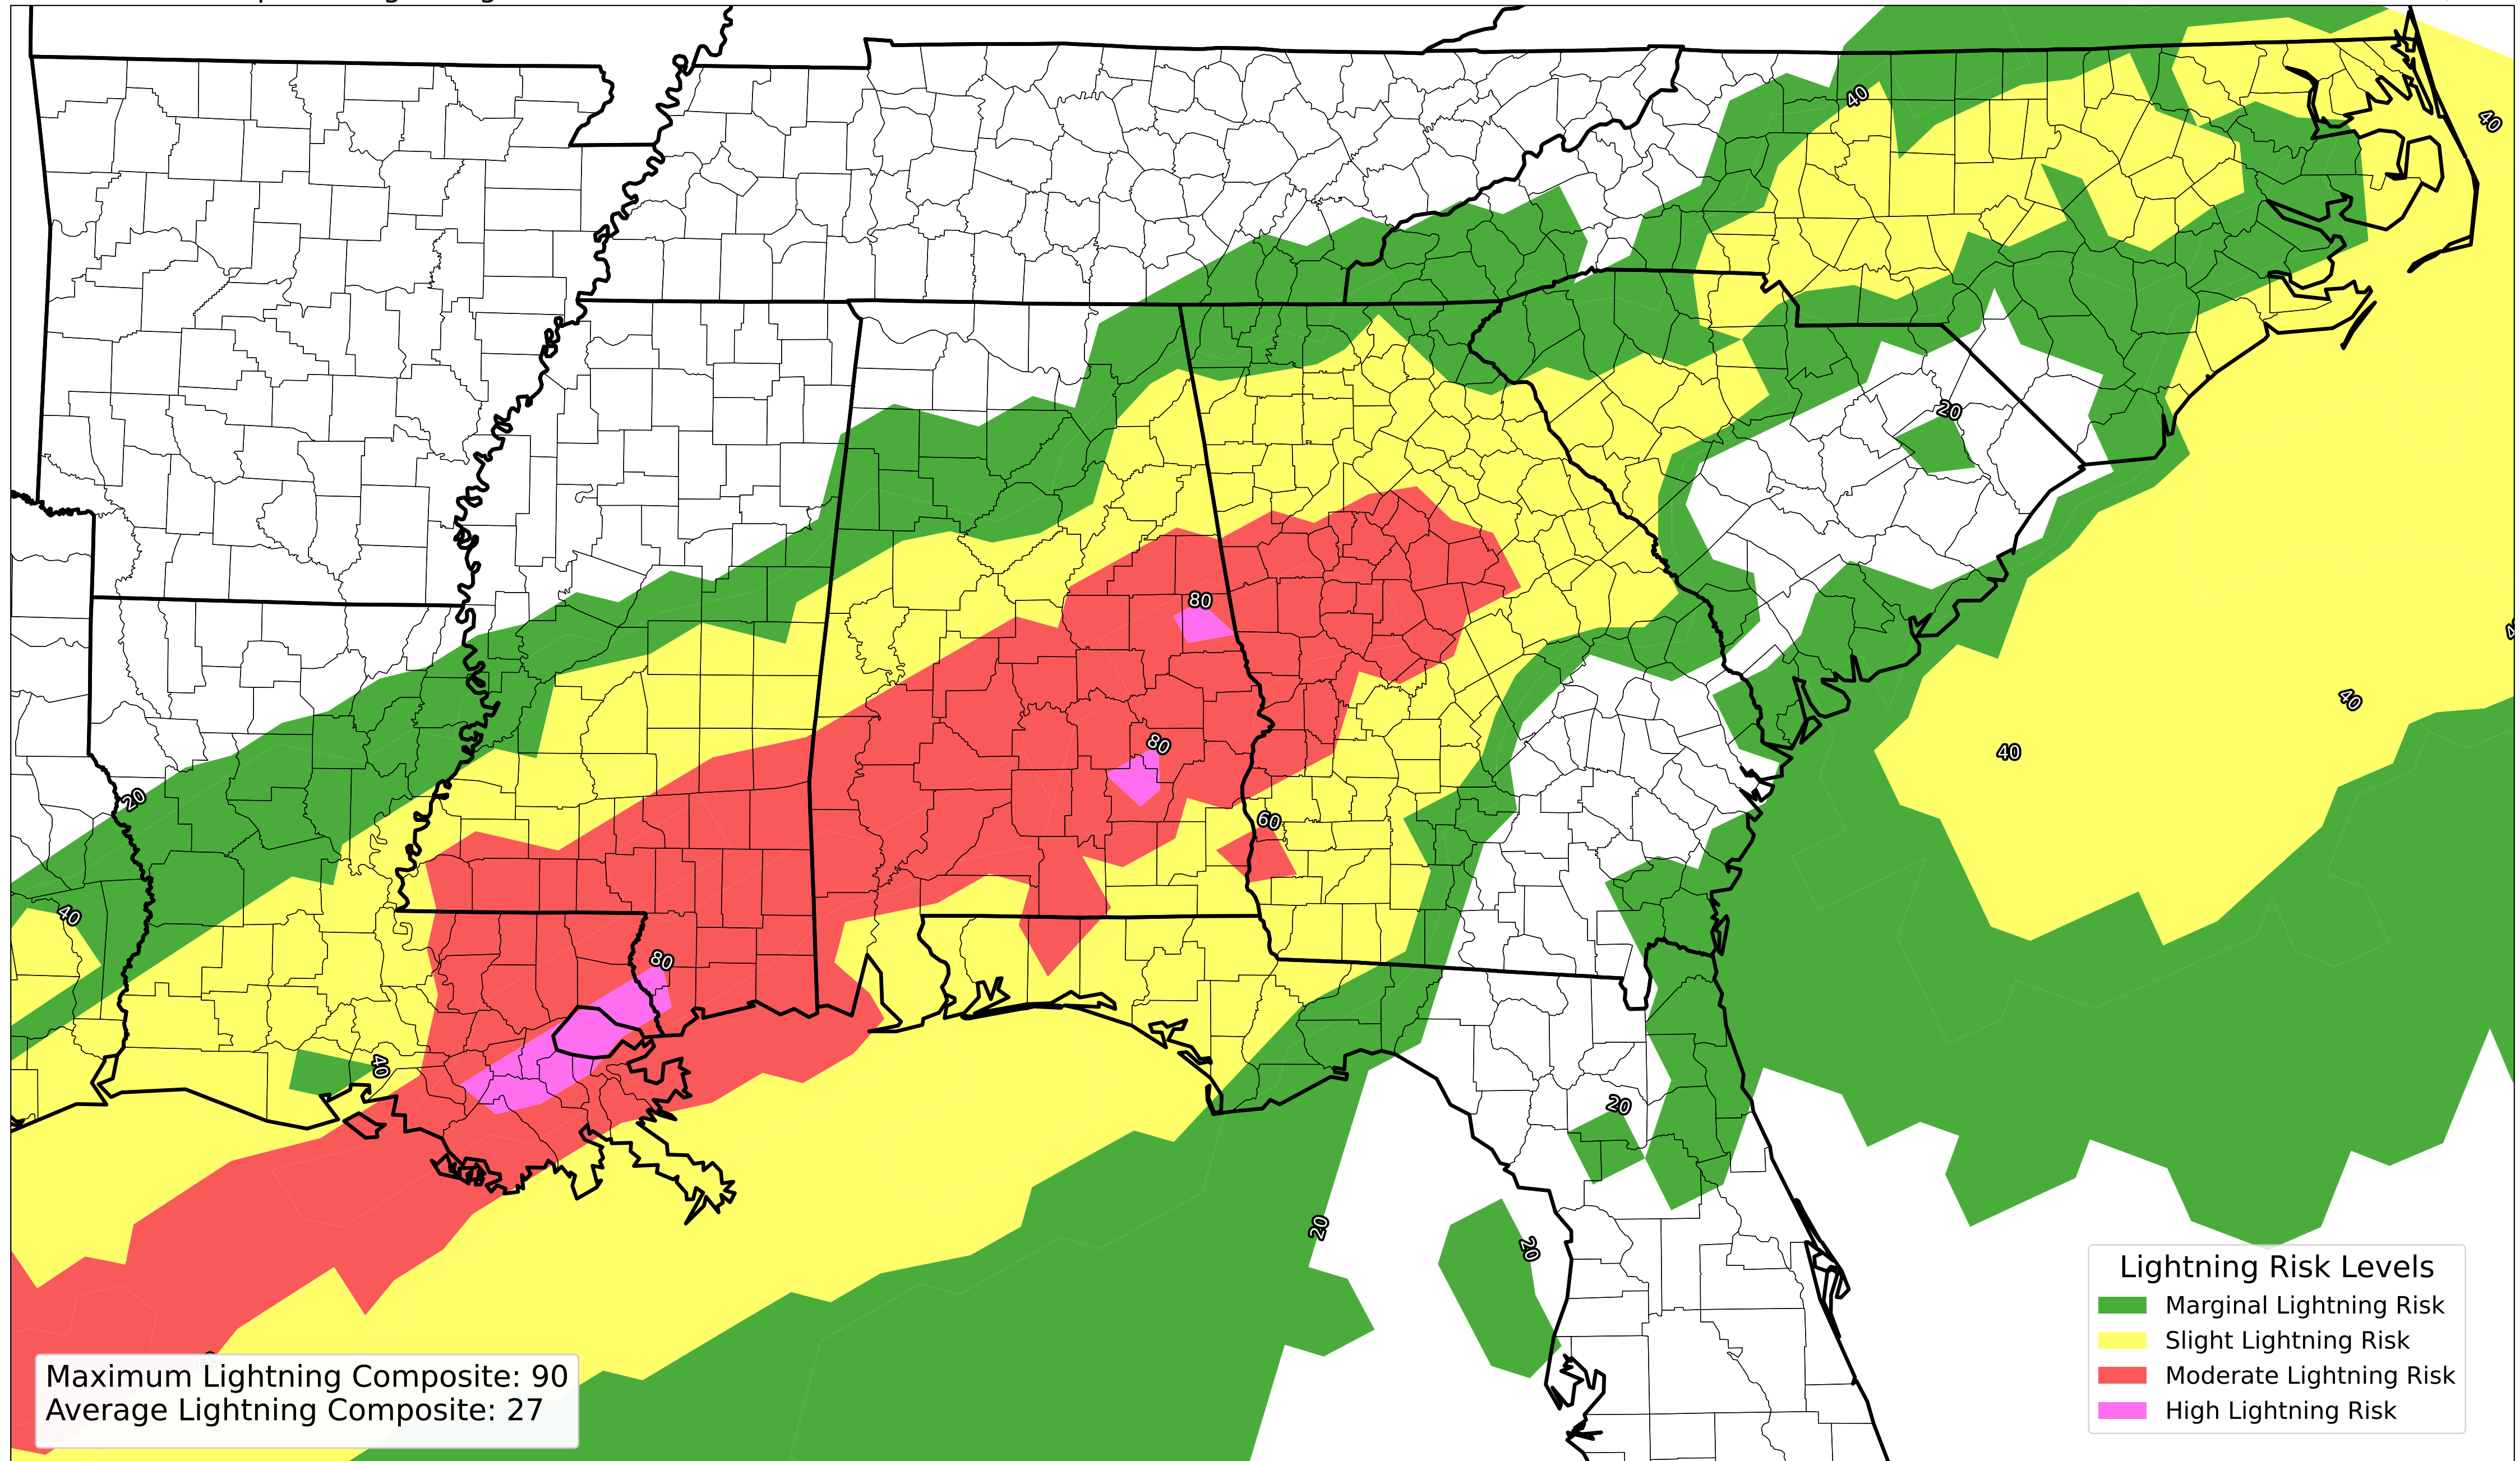 40
40
20
80
40
80
40
60
20
40
80
40
20
20
20
Lightning Risk Levels
Marginal Lightning Risk
Slight Lightning Risk
Moderate Lightning Risk
High Lightning Risk
Maximum Lightning Composite: 90
Average Lightning Composite: 27